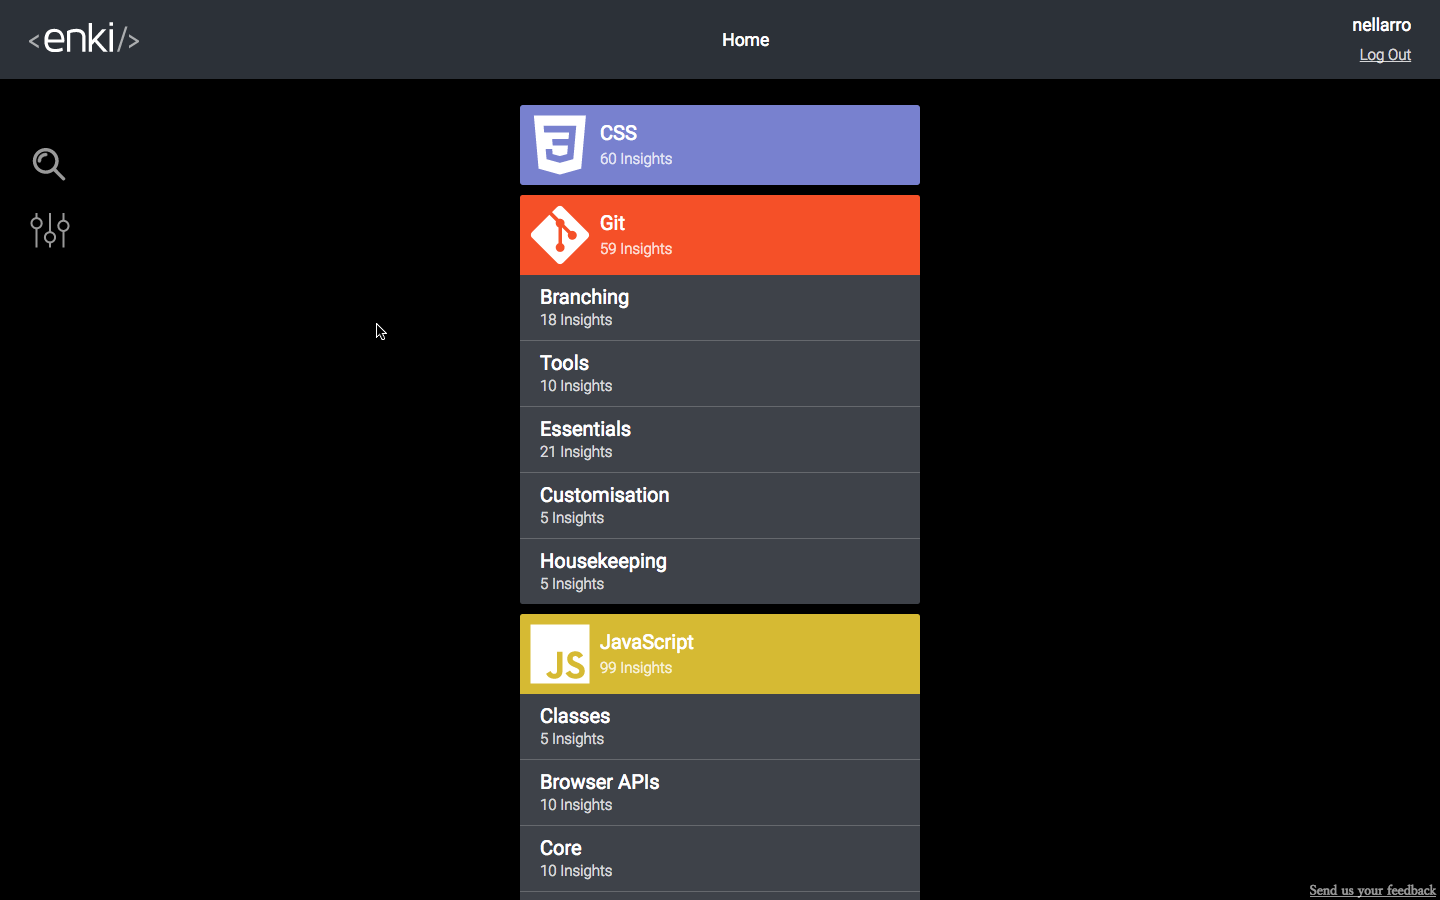 <enki/>
Home
nellarro
Log Out
CSS
60 Insights
Git
59 Insights
Branching
18 Insights
Tools
10 Insights
Essentials
21 Insights
Customisation
5 Insights
Housekeeping
5 Insights
JS
JavaScript
99 Insights
Classes
5 Insights
Browser APIs
10 Insights
Core
10 Insights
Send us your feedback